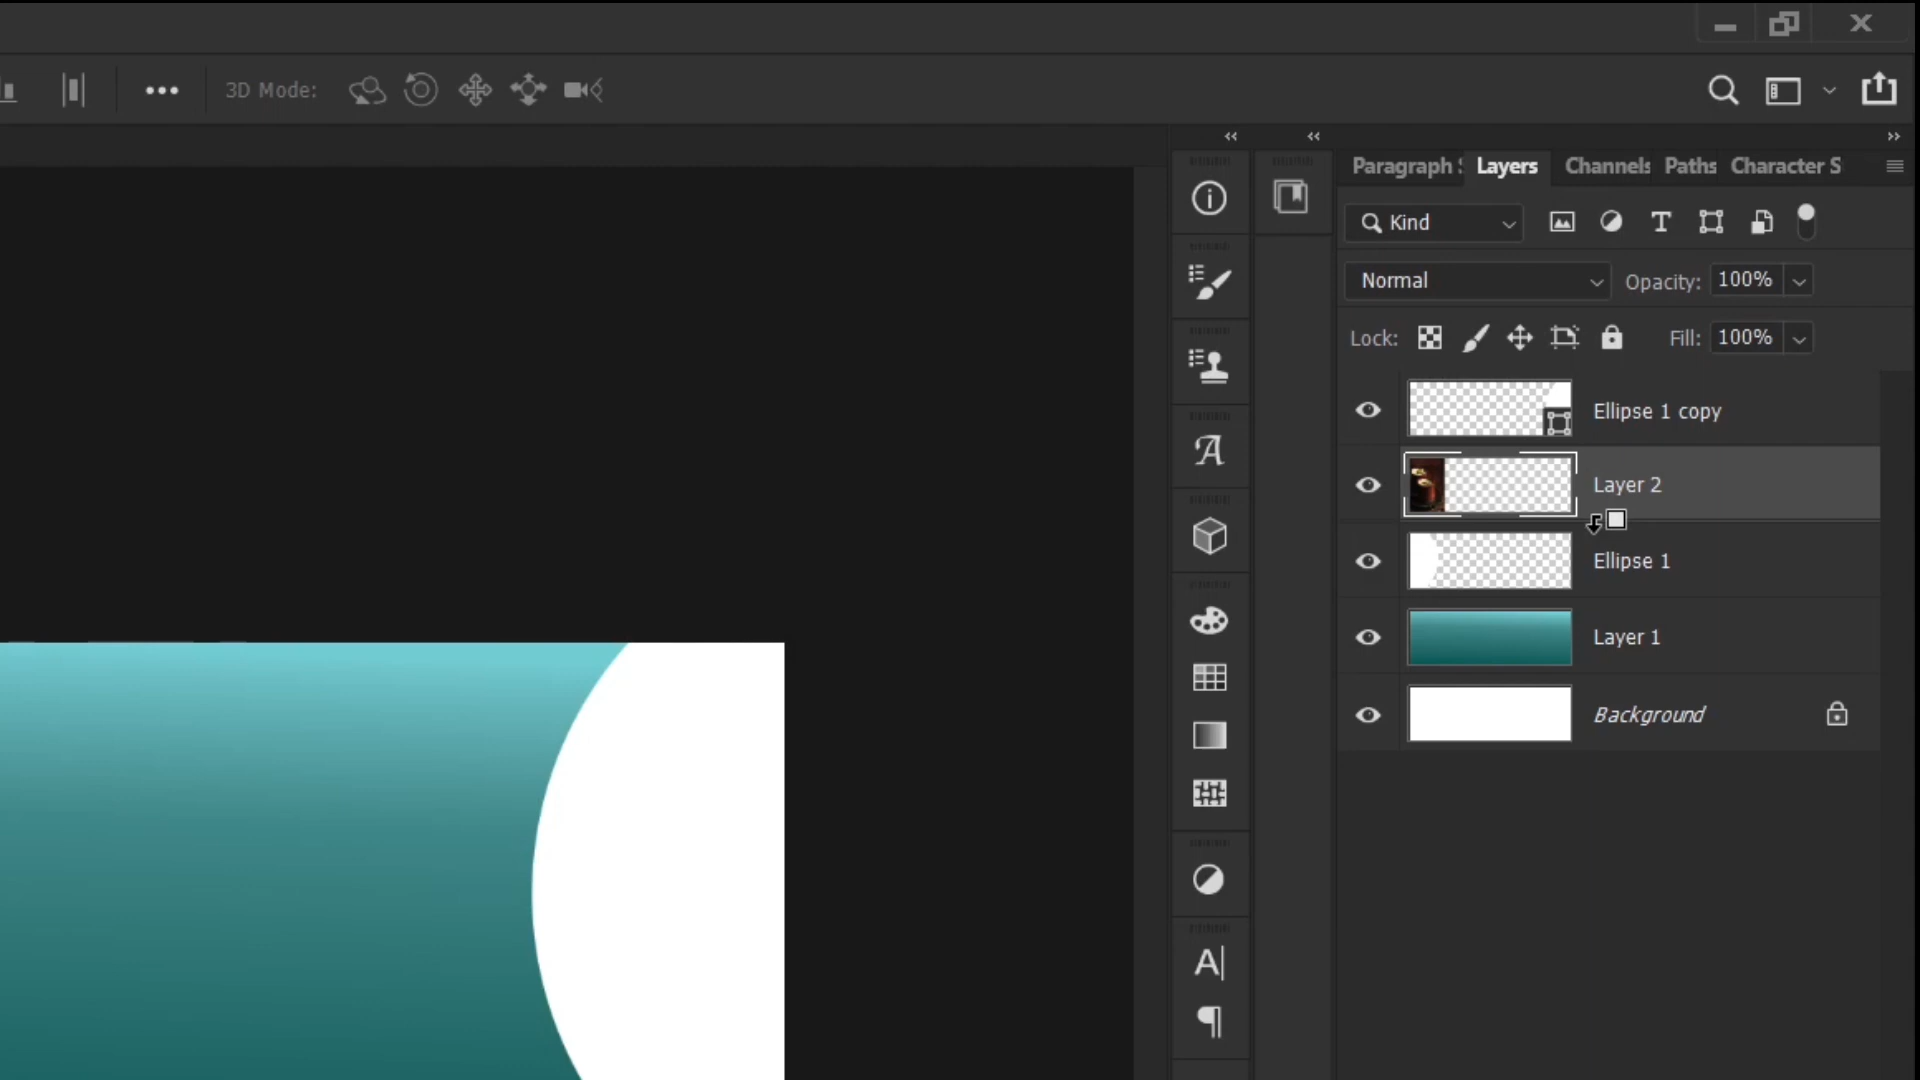 3D Mode:
Paragraph S
Layers
Channels
Paths
Character S
Kind
Normal
Opacity: 100%
Lock:
Fill: 100%
Ellipse 1 copy
Layer 2
Ellipse 1
Layer 1
Background